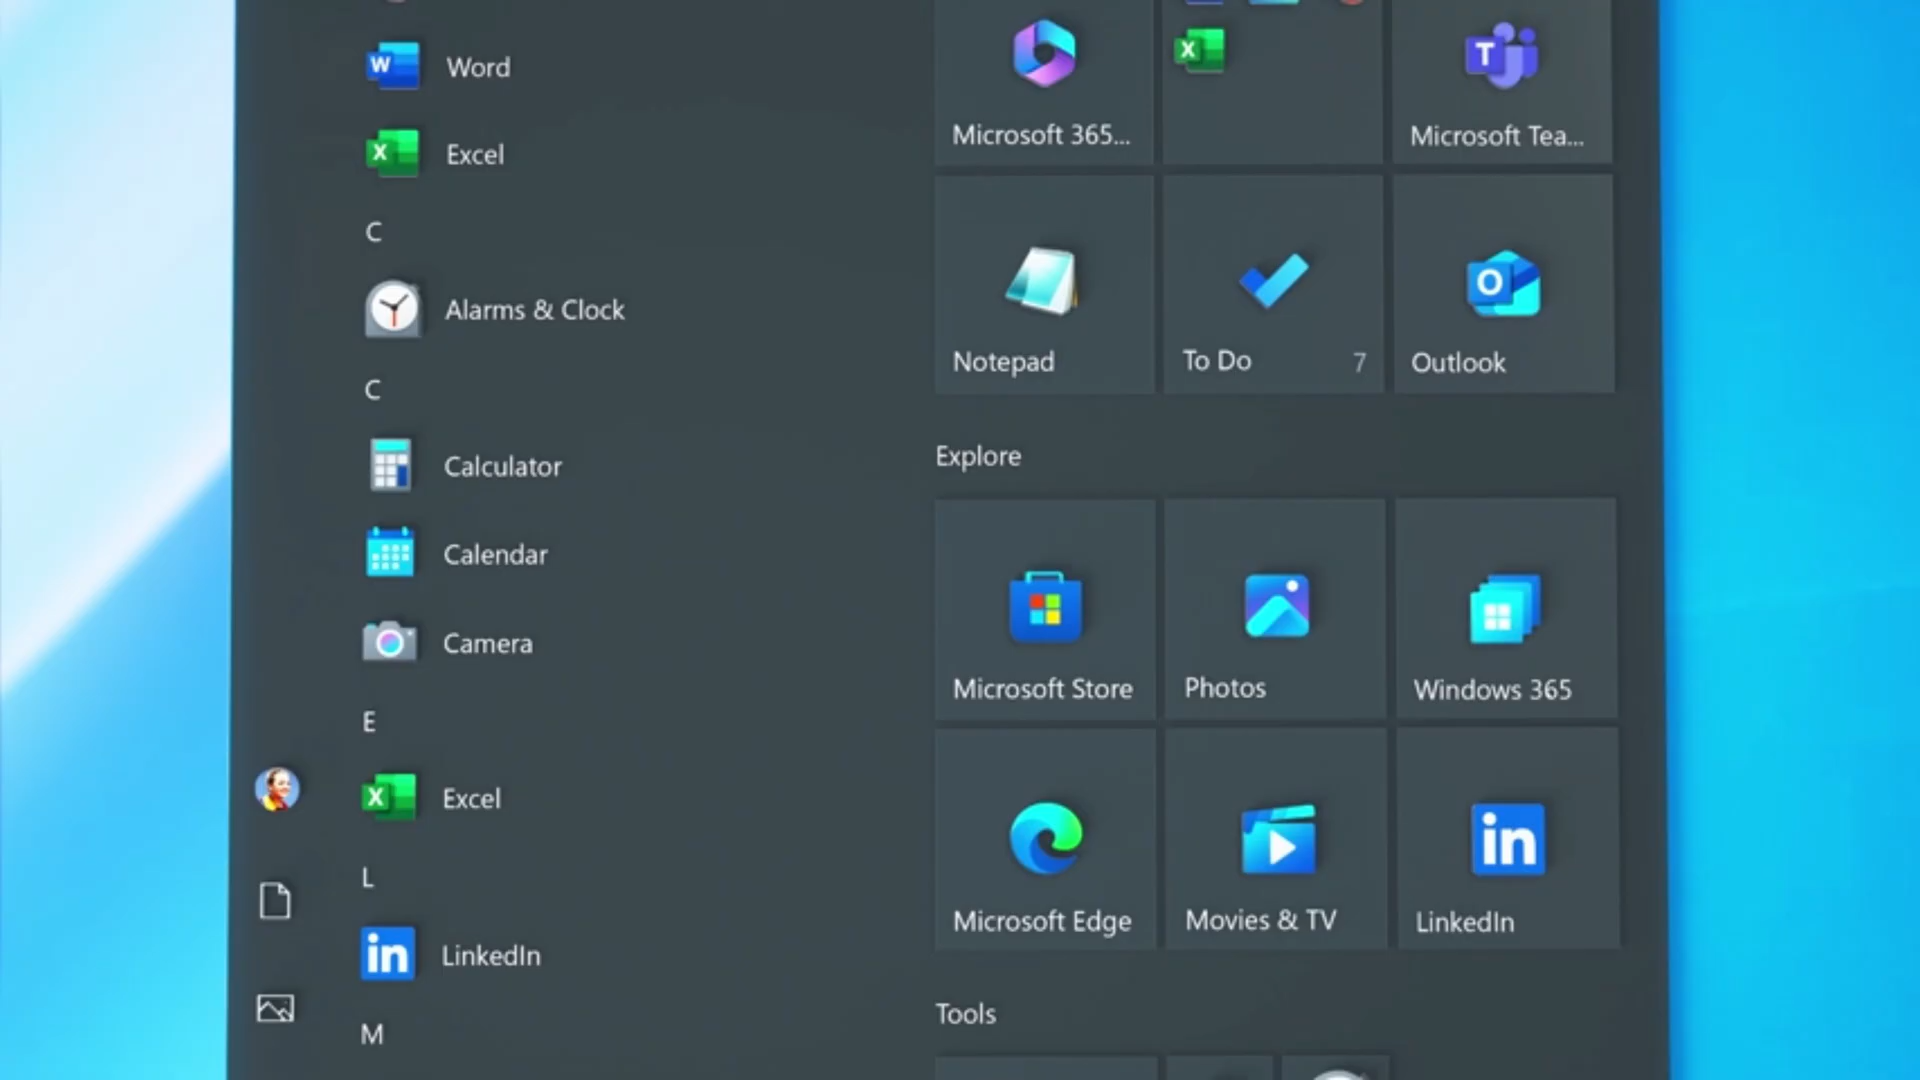 Word
Excel
C
Alarms & Clock
C
Calculator
Calendar
Camera
E
Excel
L
LinkedIn
M
Microsoft 365...
Microsoft Tea...
Notepad
To Do 7
Outlook
Explore
Microsoft Store
Photos
Windows 365
Microsoft Edge
Movies & TV
LinkedIn
Tools